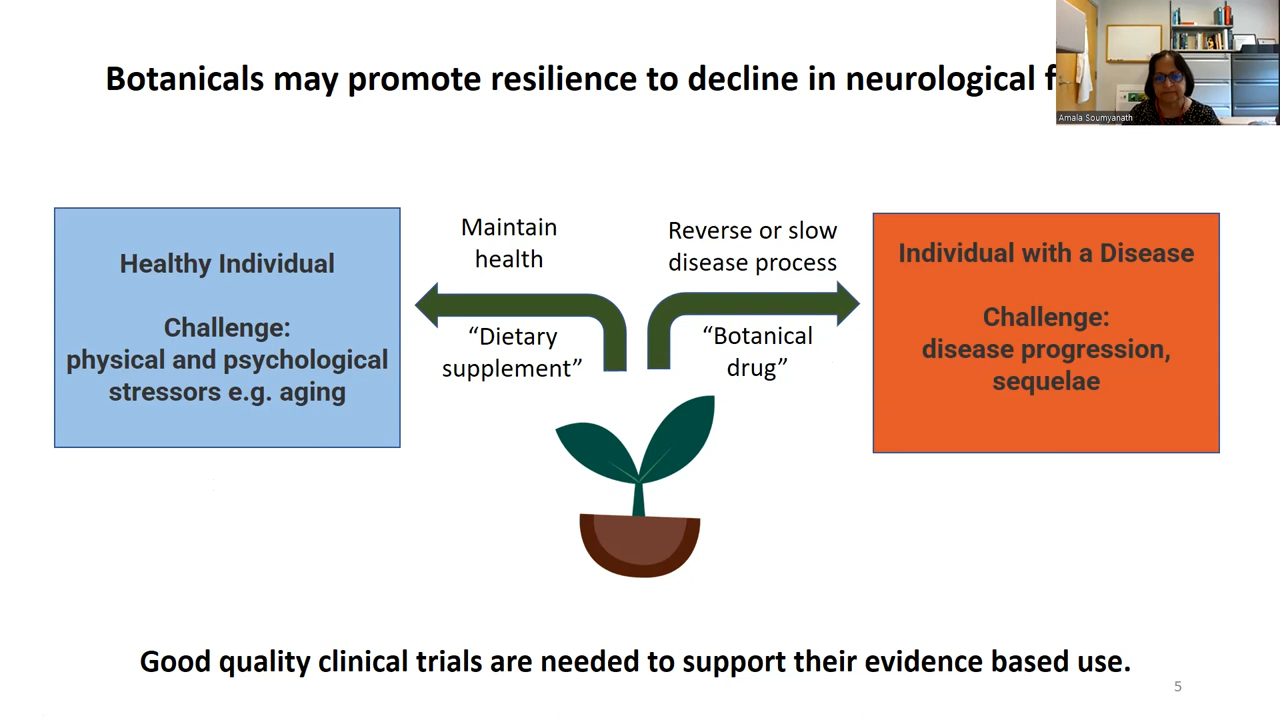 Botanicals may promote resilience to decline in neurological
Amala Soumyanath
Healthy Individual
Challenge:
physical and psychological
stressors e.g. aging
Maintain
health
“Dietary
supplement”
Reverse or slow
disease process
“Botanical
drug”
Individual with a Disease
Challenge:
disease progression,
sequelae
Good quality clinical trials are needed to support their evidence based use.
5